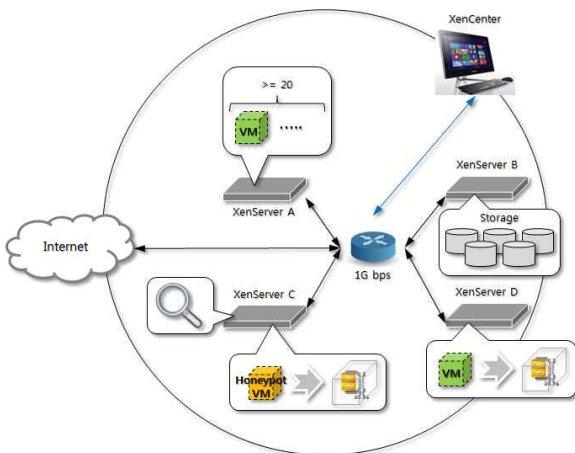 XenCenter
>= 20
VM
.....
XenServer A
XenServer B
Storage
Internet
1G bps
XenServer C
XenServer D
Honeypot
VM
VM